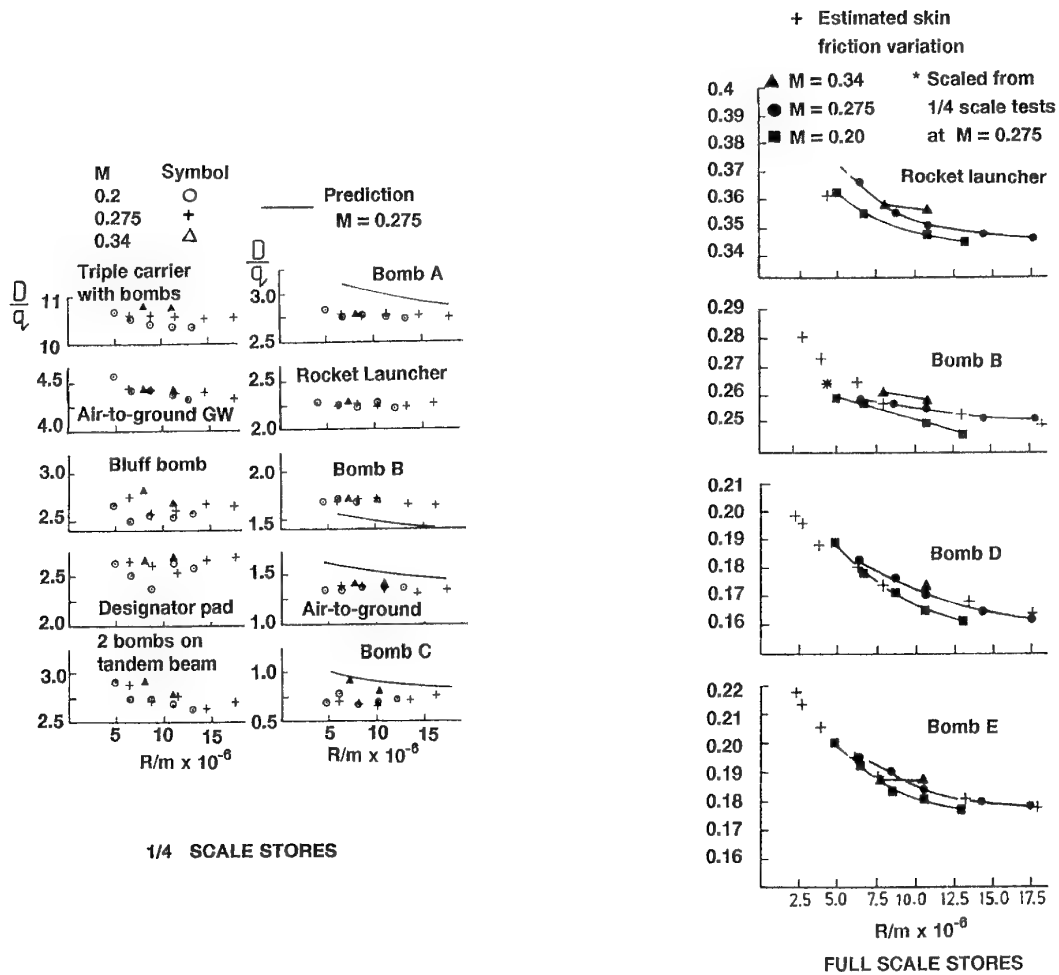 M Symbol
0.2
0.275 +
0.34 △
Prediction
M = 0.275
D/q
Triple carrier
with bombs
11
10
D/q
Bomb A
3.0
2.5
4.5
4.0
Air-to-ground GW
Rocket Launcher
2.5
2.0
Bluff bomb
3.0
2.5
Bomb B
2.0
1.5
2.5
2.0
Designator pad
1.5
1.0
Air-to-ground
2 bombs on
tandem beam
3.0
2.5
Bomb C
1.0
0.5
5 10 15
R/m x 10⁻⁶
5 10 15
R/m x 10⁻⁶
1/4 SCALE STORES
+ Estimated skin
friction variation
▲ M = 0.34
● M = 0.275
■ M = 0.20
* Scaled from
1/4 scale tests
at M = 0.275
0.4
0.39
0.38
0.37
0.36
0.35
0.34
Rocket launcher
0.29
0.28
0.27
0.26
0.25
Bomb B
0.21
0.20
0.19
0.18
0.17
0.16
Bomb D
0.22
0.21
0.20
0.19
0.18
0.17
0.16
Bomb E
2.5 5.0 7.5 10.0 12.5 15.0 17.5
R/m x 10⁻⁶
FULL SCALE STORES